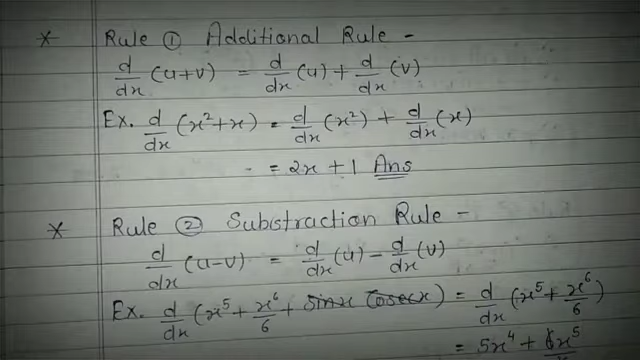 * Rule ① Additional Rule -
d/dx (u+v) = d/dx (u) + d/dx (v)
Ex. d/dx (x²+x) = d/dx (x²) + d/dx (x)
= 2x + 1 Ans
* Rule ② Substraction Rule -
d/dx (u-v) = d/dx (u) - d/dx (v)
Ex. d/dx (x⁵ + x⁶/6 + sinx cosecx) = d/dx (x⁵ + x⁶/6)
= 5x⁴ + 6x⁵